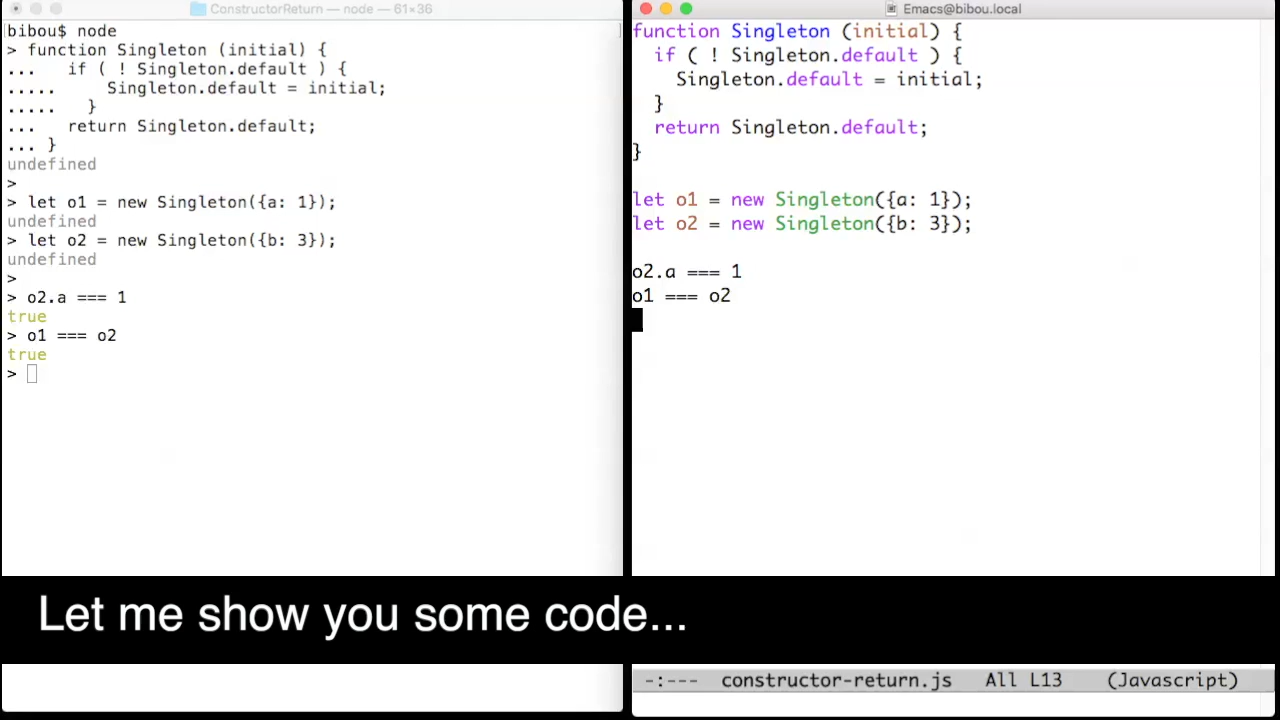 ConstructorReturn — node — 61×36
bibou$ node
> function Singleton (initial) {
...   if ( ! Singleton.default ) {
.....       Singleton.default = initial;
.....   }
...   return Singleton.default;
... }
undefined
>
> let o1 = new Singleton({a: 1});
undefined
> let o2 = new Singleton({b: 3});
undefined
>
> o2.a === 1
true
> o1 === o2
true
>
Emacs@bibou.local
function Singleton (initial) {
  if ( ! Singleton.default ) {
    Singleton.default = initial;
  }
  return Singleton.default;
}
let o1 = new Singleton({a: 1});
let o2 = new Singleton({b: 3});
o2.a === 1
o1 === o2
Let me show you some code...
-:---  constructor-return.js   All L13    (Javascript)